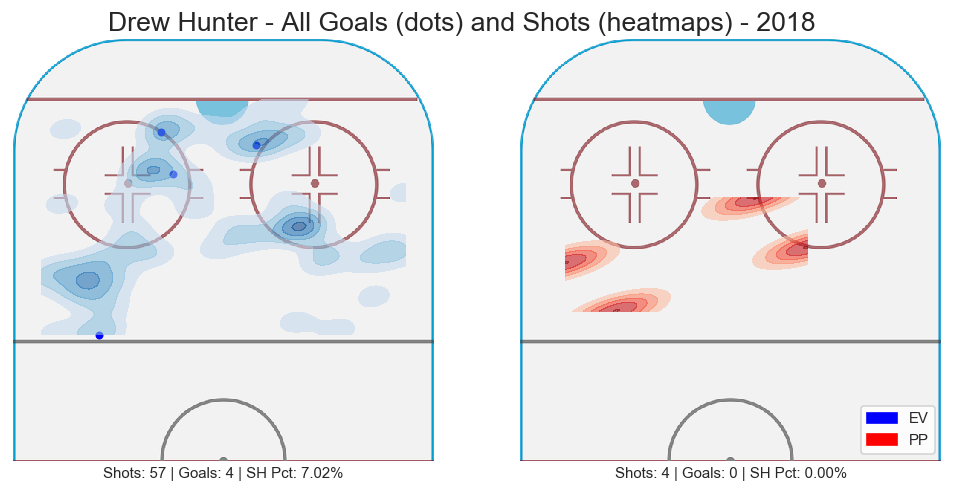 Drew Hunter - All Goals (dots) and Shots (heatmaps) - 2018
EV
PP
Shots: 57 | Goals: 4 | SH Pct: 7.02%
Shots: 4 | Goals: 0 | SH Pct: 0.00%